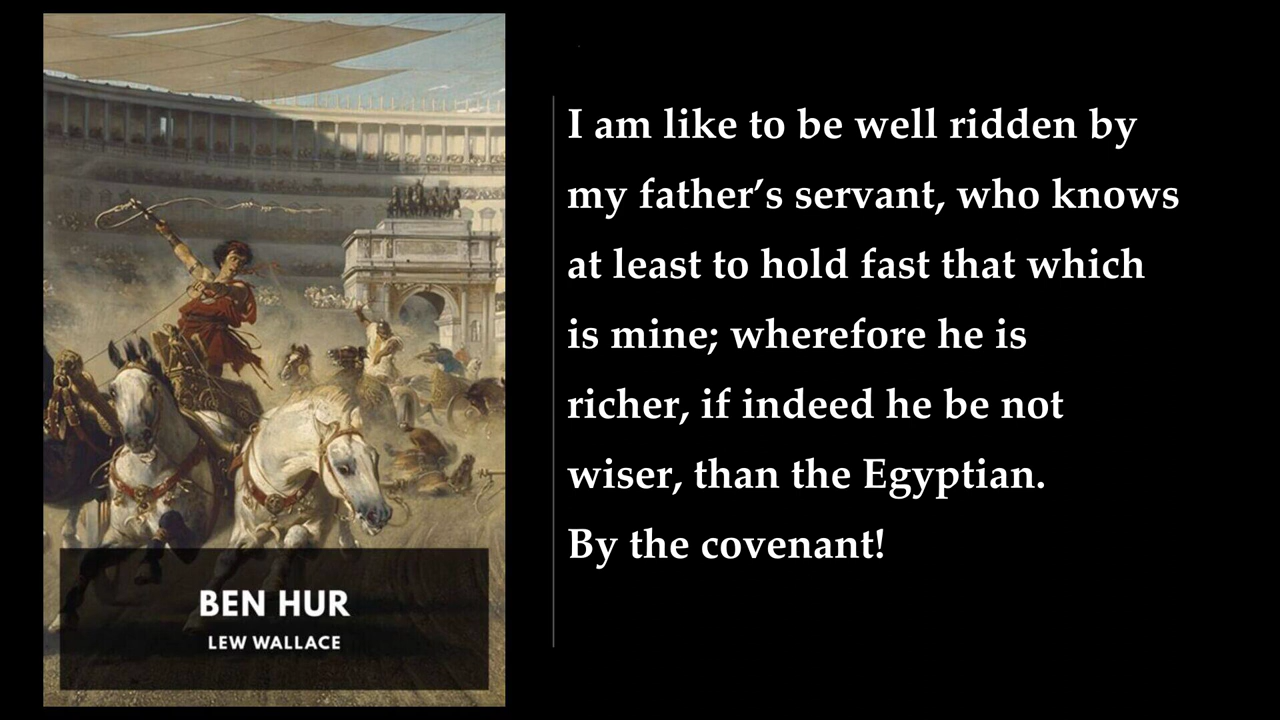 BEN HUR
LEW WALLACE
I am like to be well ridden by
my father’s servant, who knows
at least to hold fast that which
is mine; wherefore he is
richer, if indeed he be not
wiser, than the Egyptian.
By the covenant!